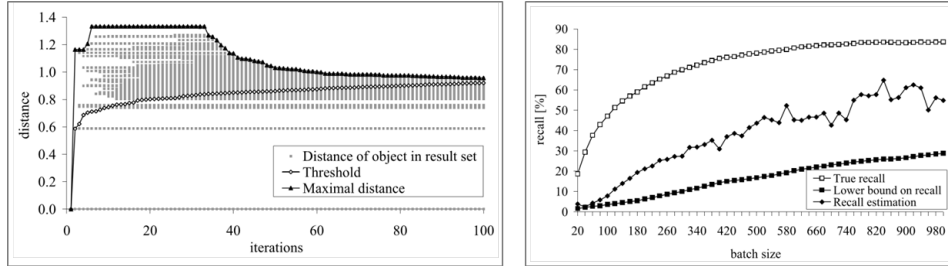 1.4
1.2
1.0
0.8
0.6
0.4
0.2
0.0
distance
Distance of object in result set
Threshold
Maximal distance
0 20 40 60 80 100
iterations
90
80
70
60
50
40
30
20
10
0
recall [%]
True recall
Lower bound on recall
Recall estimation
20 100 180 260 340 420 500 580 660 740 820 900 980
batch size